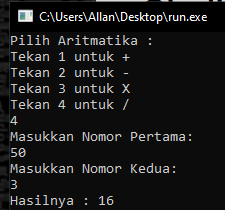 C:\Users\Allan\Desktop\run.exe
Pilih Aritmatika :
Tekan 1 untuk +
Tekan 2 untuk -
Tekan 3 untuk X
Tekan 4 untuk /
4
Masukkan Nomor Pertama:
50
Masukkan Nomor Kedua:
3
Hasilnya : 16